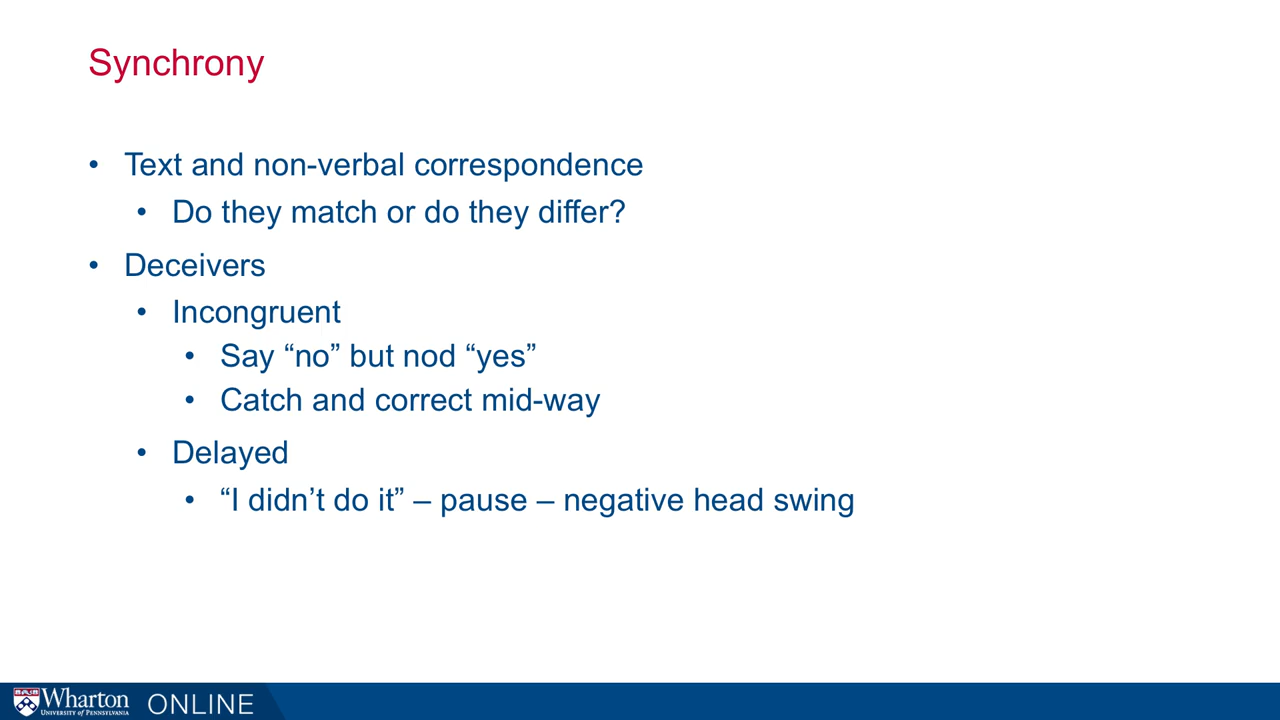 Synchrony
• Text and non-verbal correspondence
• Do they match or do they differ?
• Deceivers
• Incongruent
• Say “no” but nod “yes”
• Catch and correct mid-way
• Delayed
• “I didn’t do it” – pause – negative head swing
Wharton ONLINE
UNIVERSITY OF PENNSYLVANIA